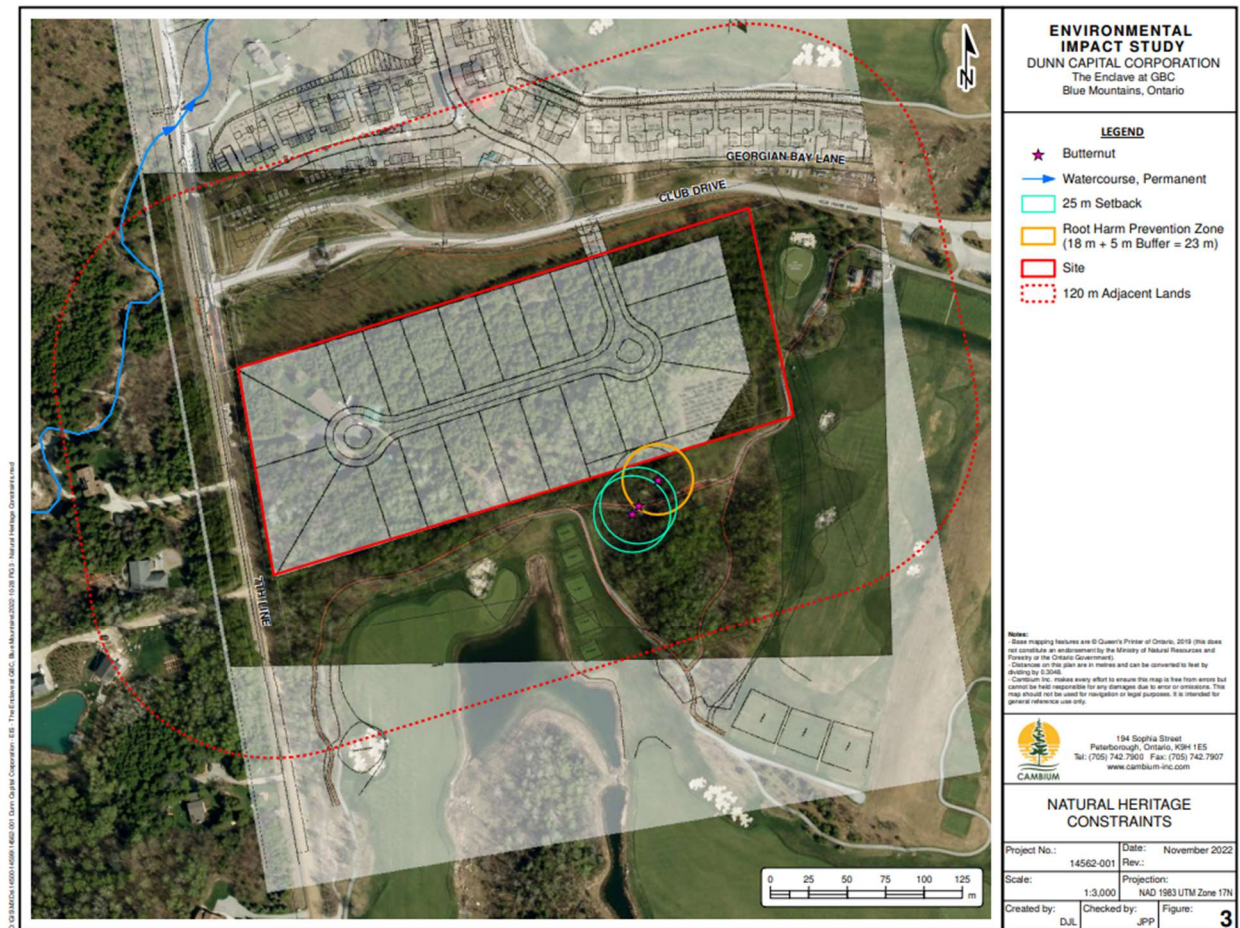 ENVIRONMENTAL
IMPACT STUDY
DUNN CAPITAL CORPORATION
The Enclave at GBC
Blue Mountains, Ontario
LEGEND
Butternut
Watercourse, Permanent
25 m Setback
Root Harm Prevention Zone
(18 m + 5 m Buffer = 23 m)
Site
120 m Adjacent Lands
N
GEORGIAN BAY LANE
CLUB DRIVE
7TH LINE
0 25 50 75 100 125
m
Notes:
- Base mapping features are © Queen's Printer of Ontario, 2019 (this does
not constitute an endorsement by the Ministry of Natural Resources and
Forestry or the Ontario Government).
- Distances on this plan are in metres and can be converted to feet by
dividing by 0.3048.
- Cambium Inc. makes every effort to ensure this map is free from errors but
cannot be held responsible for any damages due to error or omissions. This
map should not be used for navigation or legal purposes. It is intended for
general reference use only.
CAMBIUM
194 Sophia Street
Peterborough, Ontario, K9H 1E5
Tel: (705) 742.7900 Fax: (705) 742.7907
www.cambium-inc.com
NATURAL HERITAGE
CONSTRAINTS
Project No.:
14562-001
Date: November 2022
Rev.:
Scale:
1:3,000
Projection:
NAD 1983 UTM Zone 17N
Created by:
DJL
Checked by:
JPP
Figure:
3